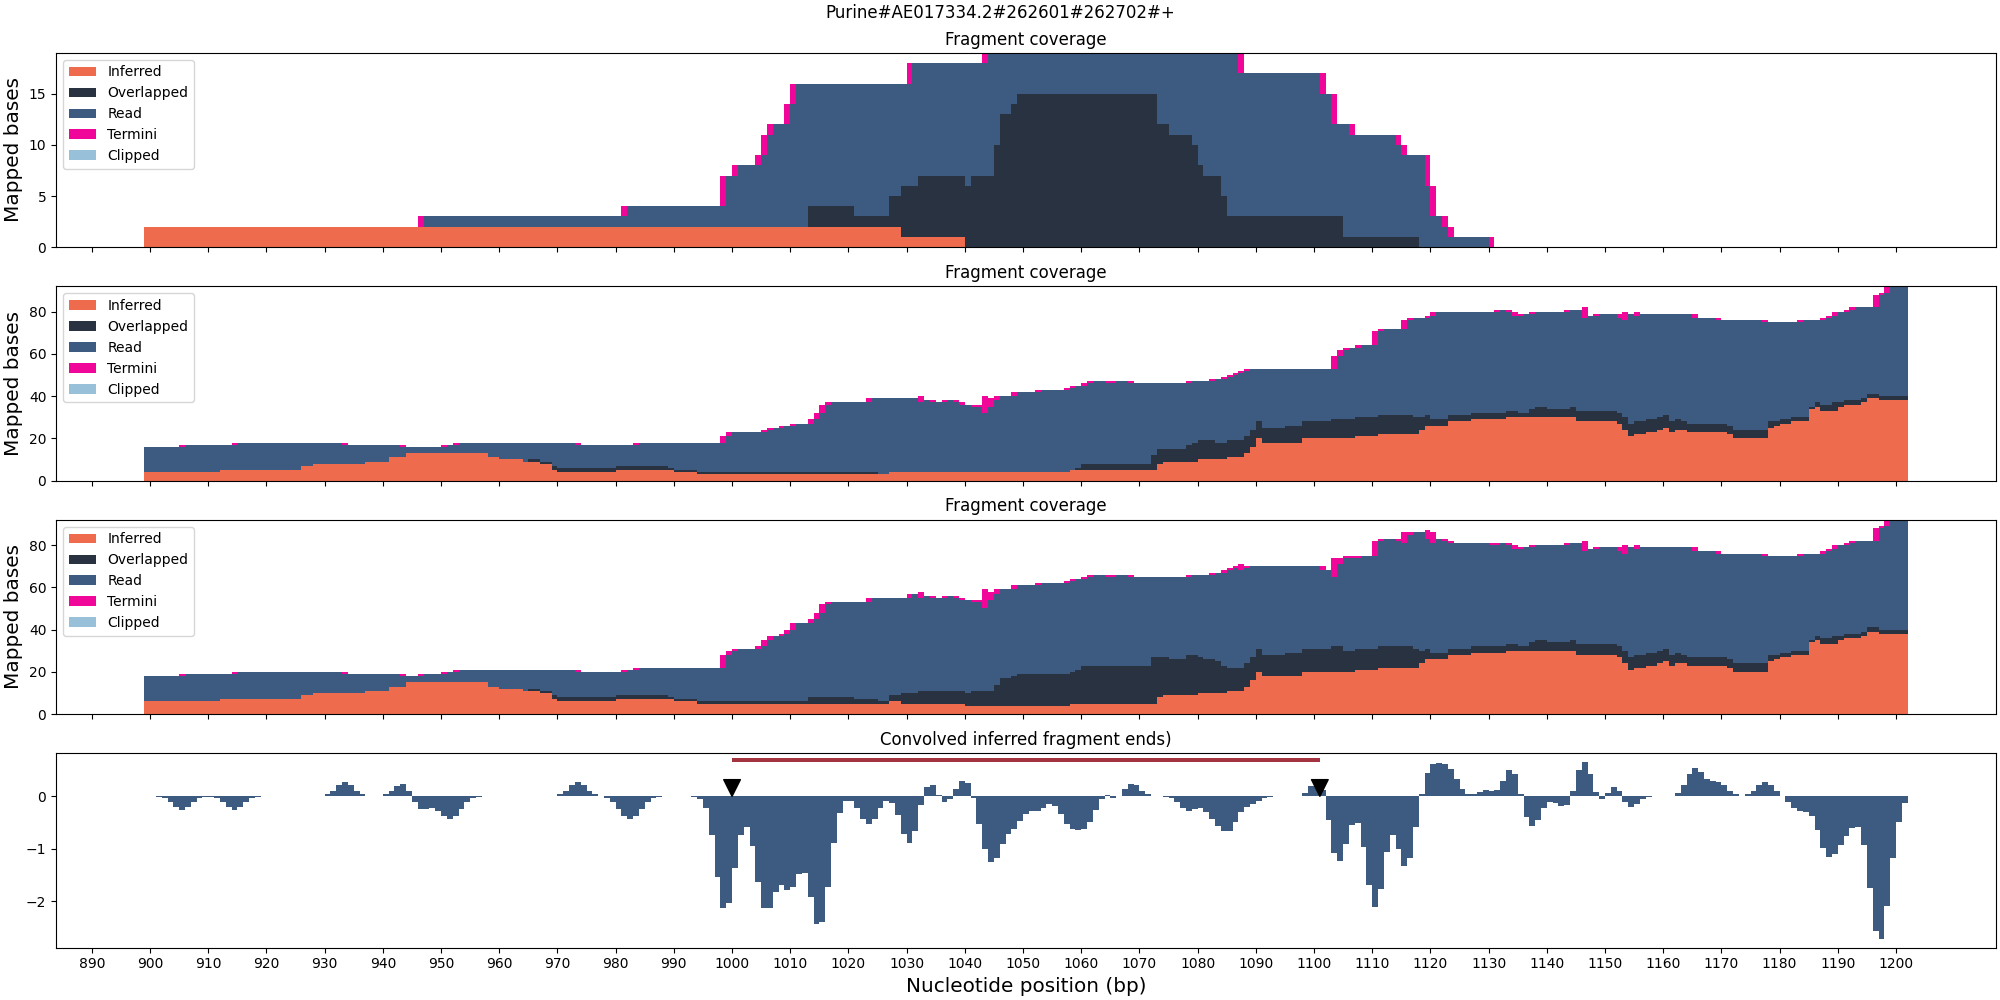 Purine#AE017334.2#262601#262702#+
Fragment coverage
Mapped bases
15
10
5
0
Inferred
Overlapped
Read
Termini
Clipped
Fragment coverage
Mapped bases
80
60
40
20
0
Inferred
Overlapped
Read
Termini
Clipped
Fragment coverage
Mapped bases
80
60
40
20
0
Inferred
Overlapped
Read
Termini
Clipped
Convolved inferred fragment ends)
0
−1
−2
890 900 910 920 930 940 950 960 970 980 990 1000 1010 1020 1030 1040 1050 1060 1070 1080 1090 1100 1110 1120 1130 1140 1150 1160 1170 1180 1190 1200
Nucleotide position (bp)